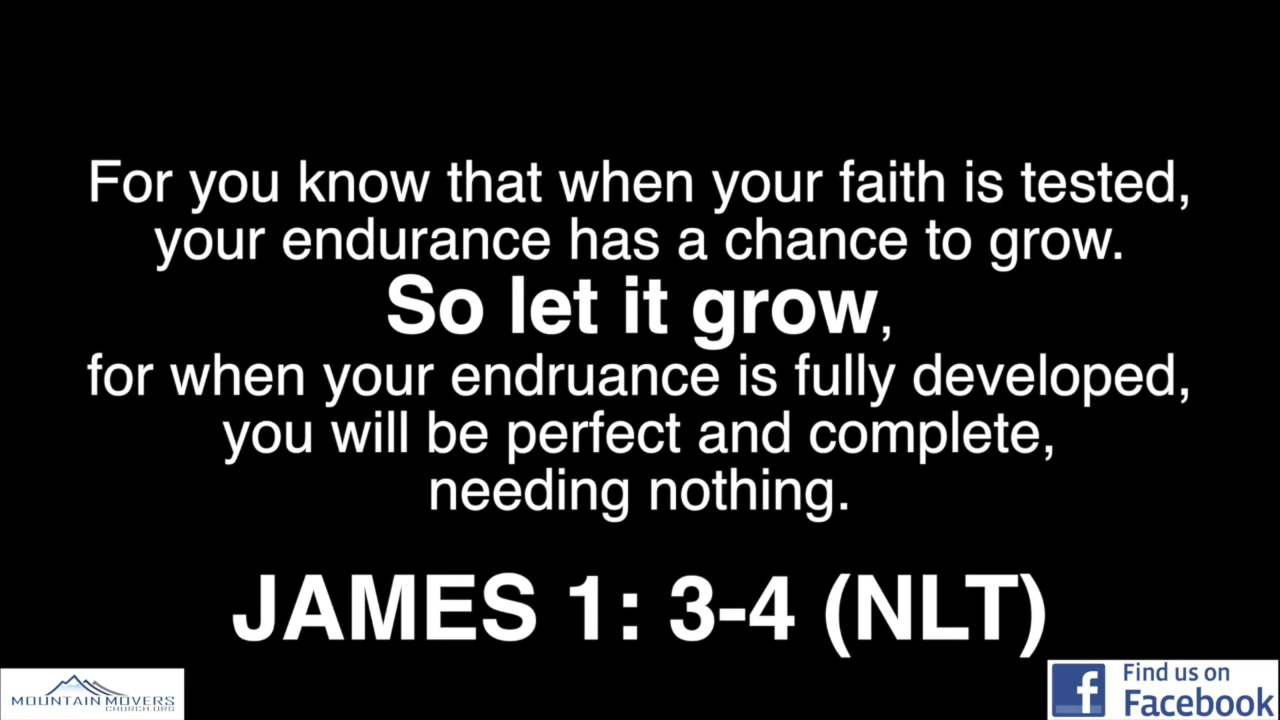 For you know that when your faith is tested,
your endurance has a chance to grow.
So let it grow,
for when your endruance is fully developed,
you will be perfect and complete,
needing nothing.
JAMES 1: 3-4 (NLT)
MOUNTAIN MOVERS
CHURCH.ORG
f
Find us on
Facebook